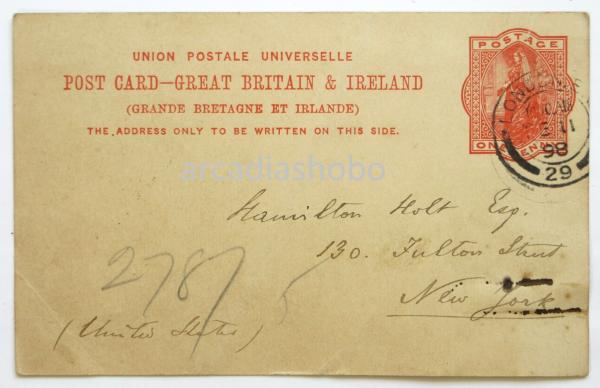 UNION POSTALE UNIVERSELLE
POST CARD—GREAT BRITAIN & IRELAND
(GRANDE BRETAGNE ET IRLANDE)
THE ADDRESS ONLY TO BE WRITTEN ON THIS SIDE.
POSTAGE
ONE PENNY
LONDON
98
29
arcadiashobo
Hamilton Holt Esq.
130. Fulton Street
New York
(United States)
2787
5